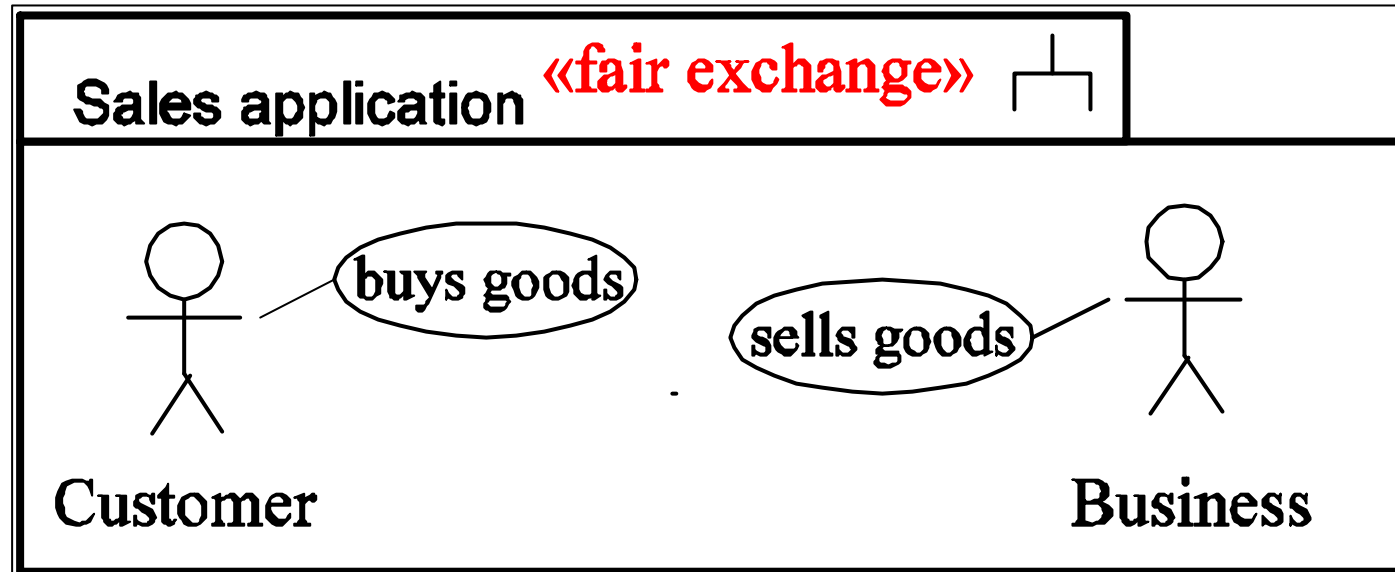 Sales application «fair exchange»
buys goods
sells goods
Customer
Business